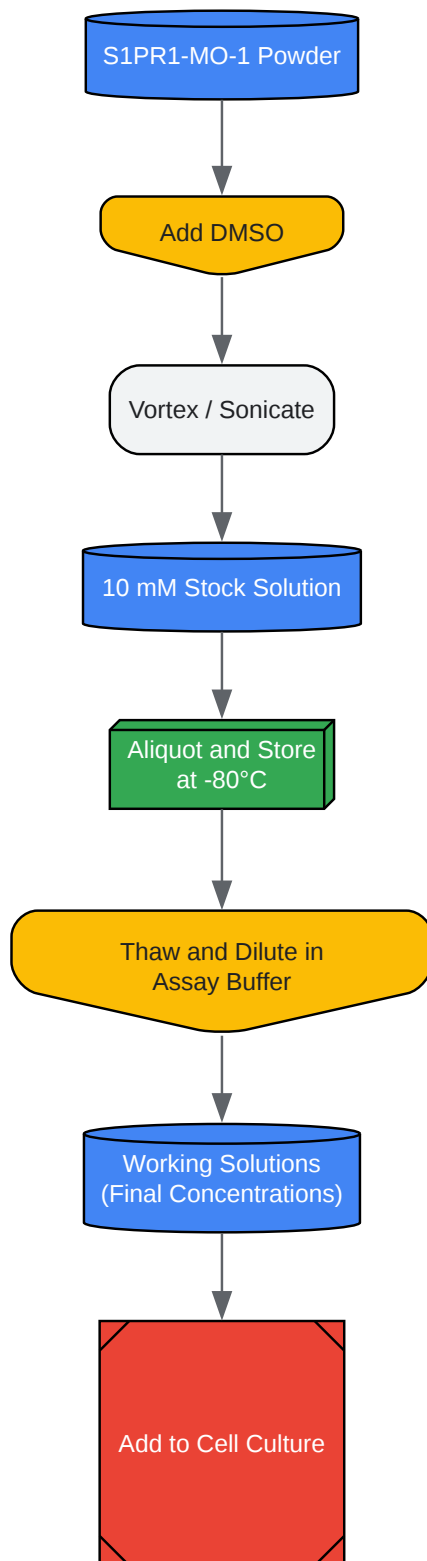 S1PR1-MO-1 Powder
Add DMSO
Vortex / Sonicate
10 mM Stock Solution
Aliquot and Store
at -80°C
Thaw and Dilute in
Assay Buffer
Working Solutions
(Final Concentrations)
Add to Cell Culture